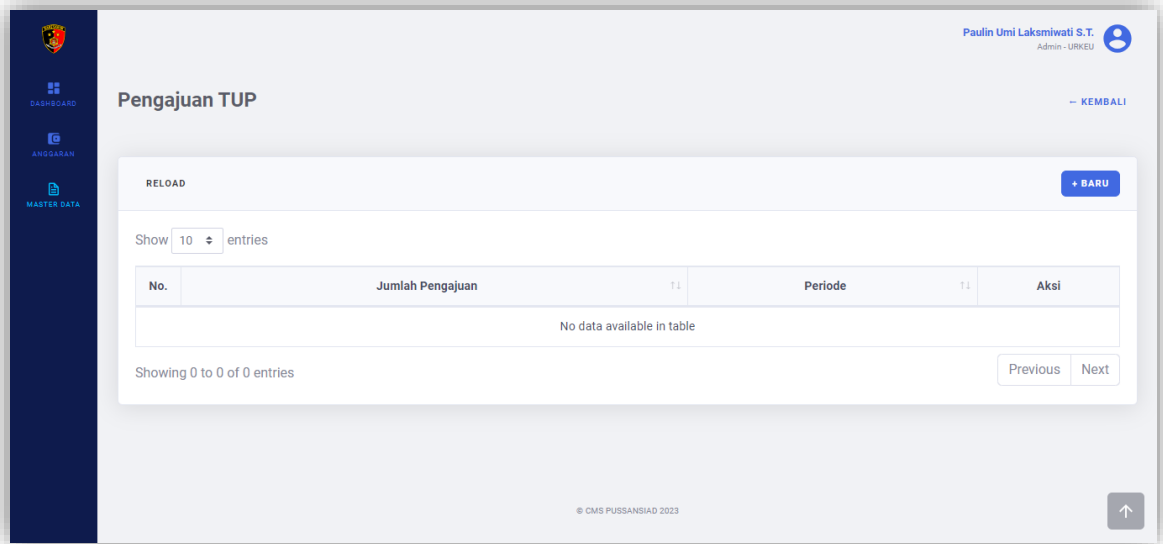 Paulin Umi Laksmiwati S.T.
Admin - URKEU
DASHBOARD
ANGGARAN
MASTER DATA
Pengajuan TUP
← KEMBALI
RELOAD
+ BARU
Show 10 entries
No. Jumlah Pengajuan ↑↓ Periode ↑↓ Aksi
No data available in table
Showing 0 to 0 of 0 entries
Previous Next
© CMS PUSSANSIAD 2023